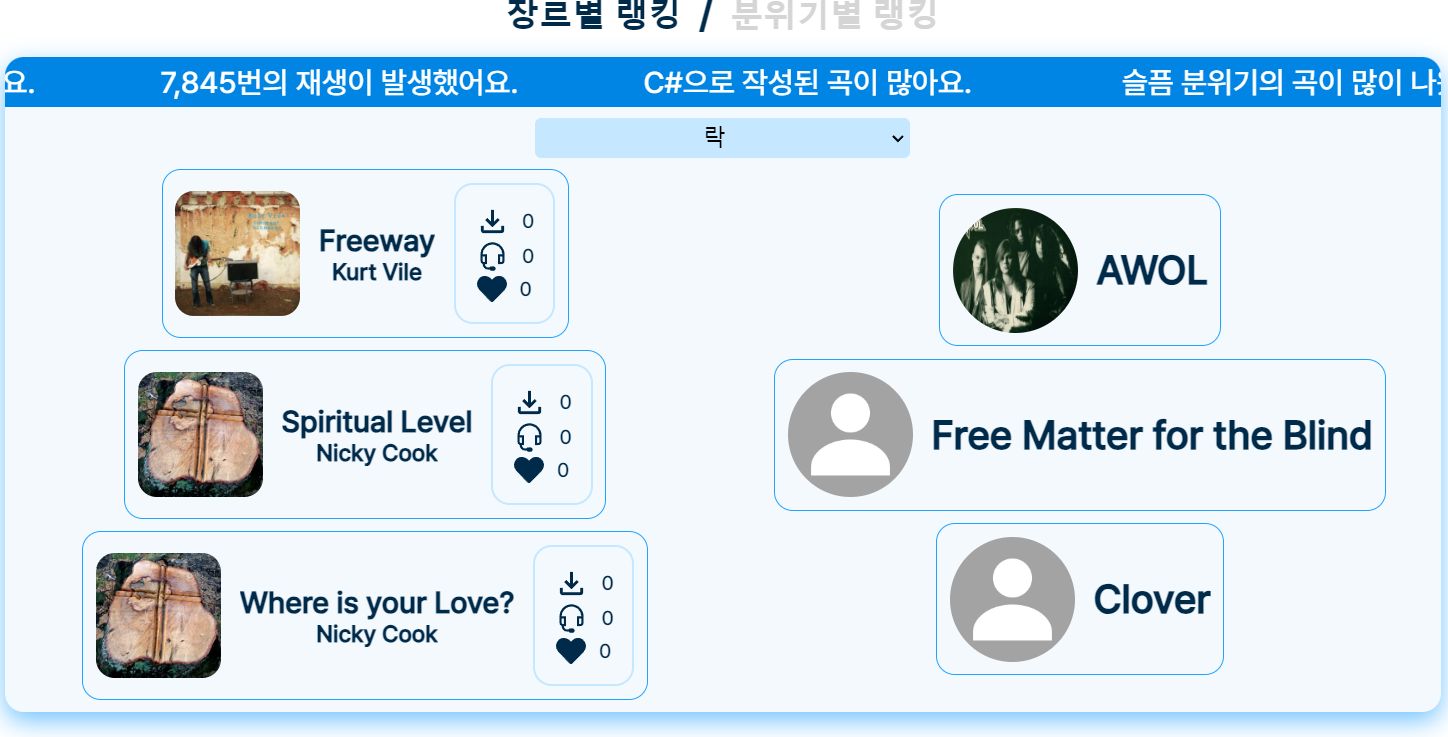 장르별 랭킹 / 분위기별 랭킹
요. 7,845번의 재생이 발생했어요. C#으로 작성된 곡이 많아요. 슬픔 분위기의 곡이 많이
락
Freeway
Kurt Vile
0
0
0
Spiritual Level
Nicky Cook
0
0
0
Where is your Love?
Nicky Cook
0
0
0
AWOL
Free Matter for the Blind
Clover